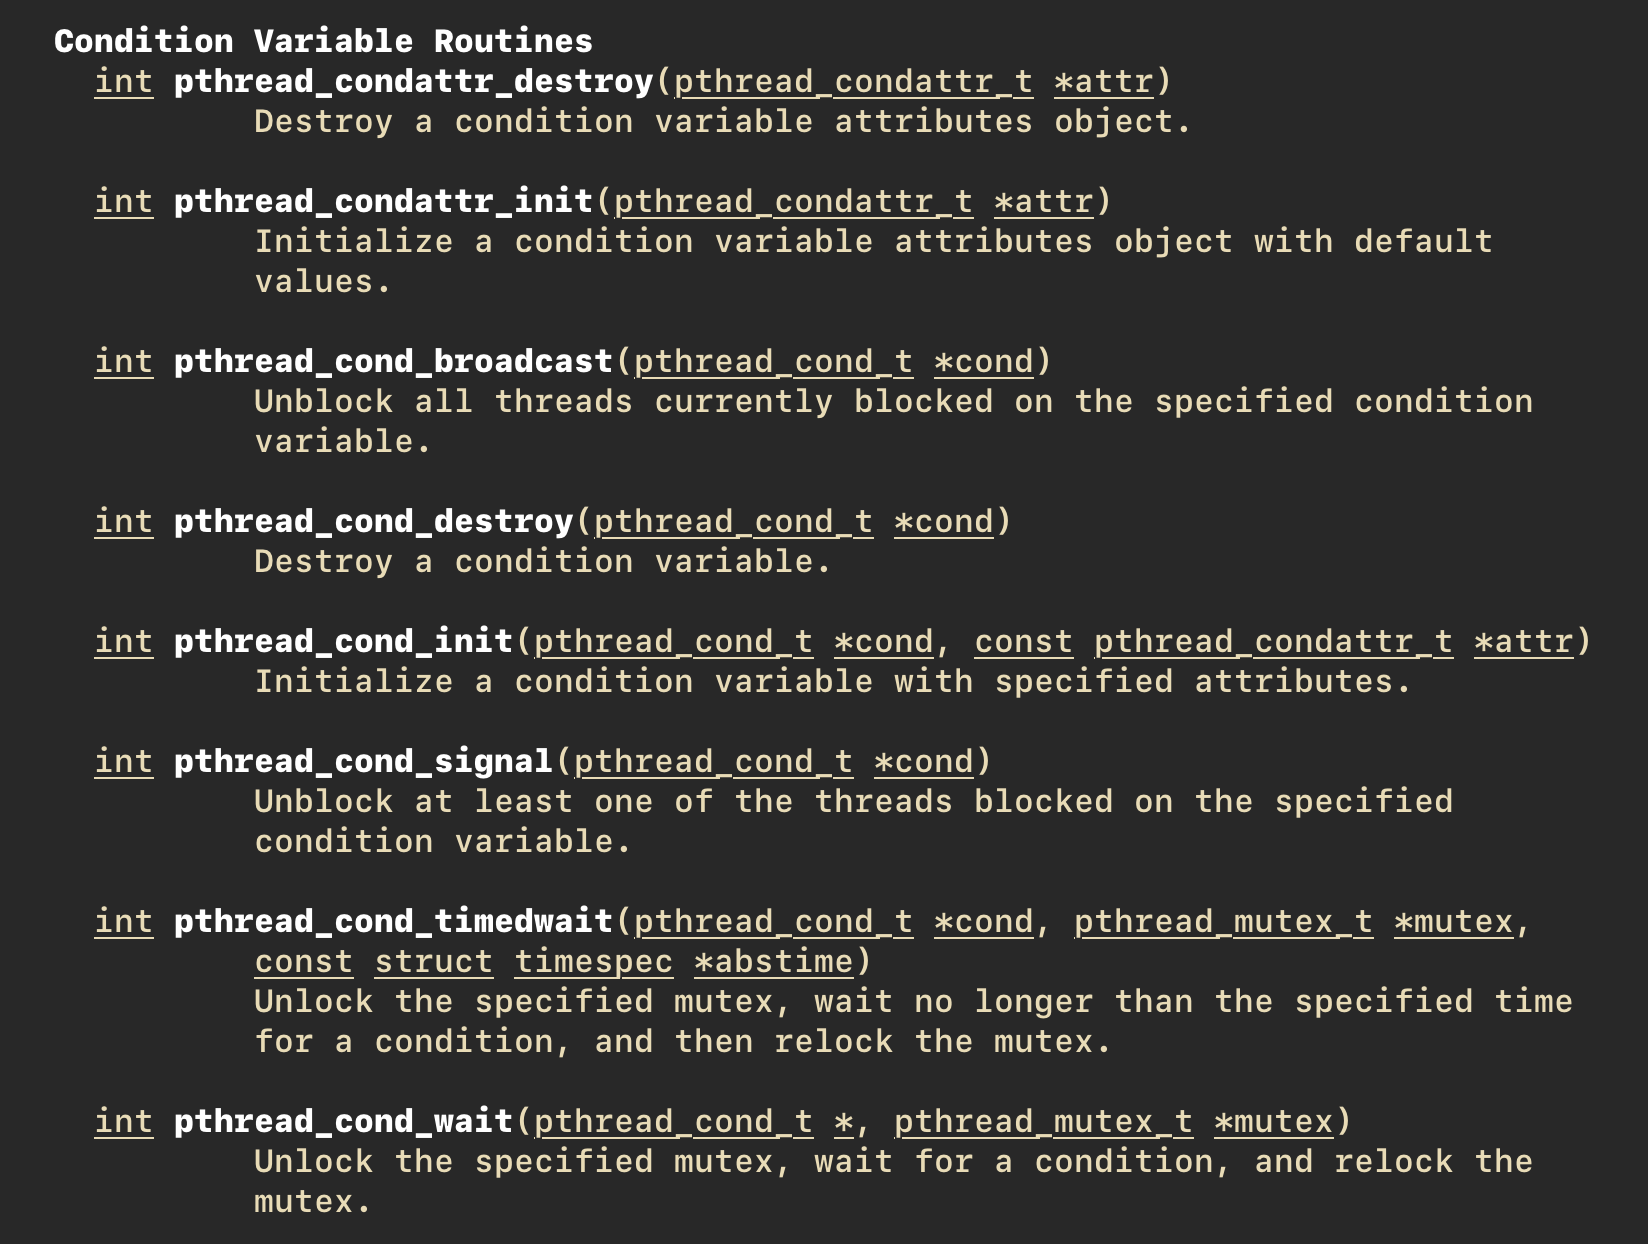 Condition Variable Routines
int pthread_condattr_destroy(pthread_condattr_t *attr)
Destroy a condition variable attributes object.
int pthread_condattr_init(pthread_condattr_t *attr)
Initialize a condition variable attributes object with default
values.
int pthread_cond_broadcast(pthread_cond_t *cond)
Unblock all threads currently blocked on the specified condition
variable.
int pthread_cond_destroy(pthread_cond_t *cond)
Destroy a condition variable.
int pthread_cond_init(pthread_cond_t *cond, const pthread_condattr_t *attr)
Initialize a condition variable with specified attributes.
int pthread_cond_signal(pthread_cond_t *cond)
Unblock at least one of the threads blocked on the specified
condition variable.
int pthread_cond_timedwait(pthread_cond_t *cond, pthread_mutex_t *mutex,
const struct timespec *abstime)
Unlock the specified mutex, wait no longer than the specified time
for a condition, and then relock the mutex.
int pthread_cond_wait(pthread_cond_t *, pthread_mutex_t *mutex)
Unlock the specified mutex, wait for a condition, and relock the
mutex.